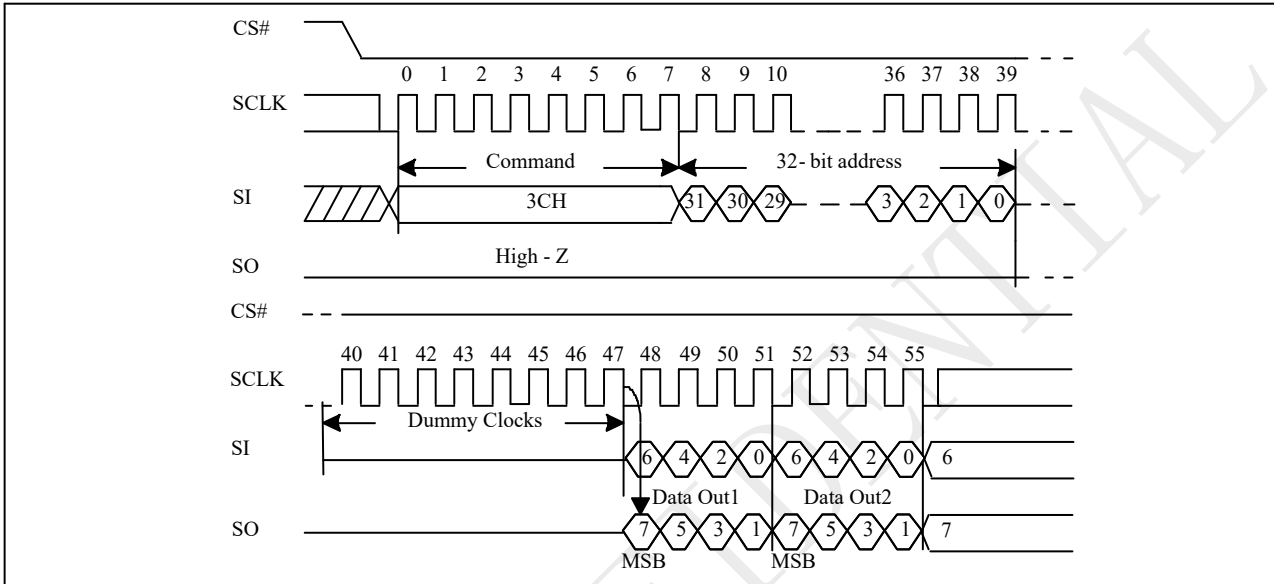 CS#
0 1 2 3 4 5 6 7 8 9 10 36 37 38 39
SCLK
Command 32- bit address
SI 3CH 31 30 29 3 2 1 0
High - Z
SO
CS#
40 41 42 43 44 45 46 47 48 49 50 51 52 53 54 55
SCLK
Dummy Clocks
SI 6 4 2 0 6 4 2 0 6
Data Out1 Data Out2
SO 7 5 3 1 7 5 3 1 7
MSB MSB